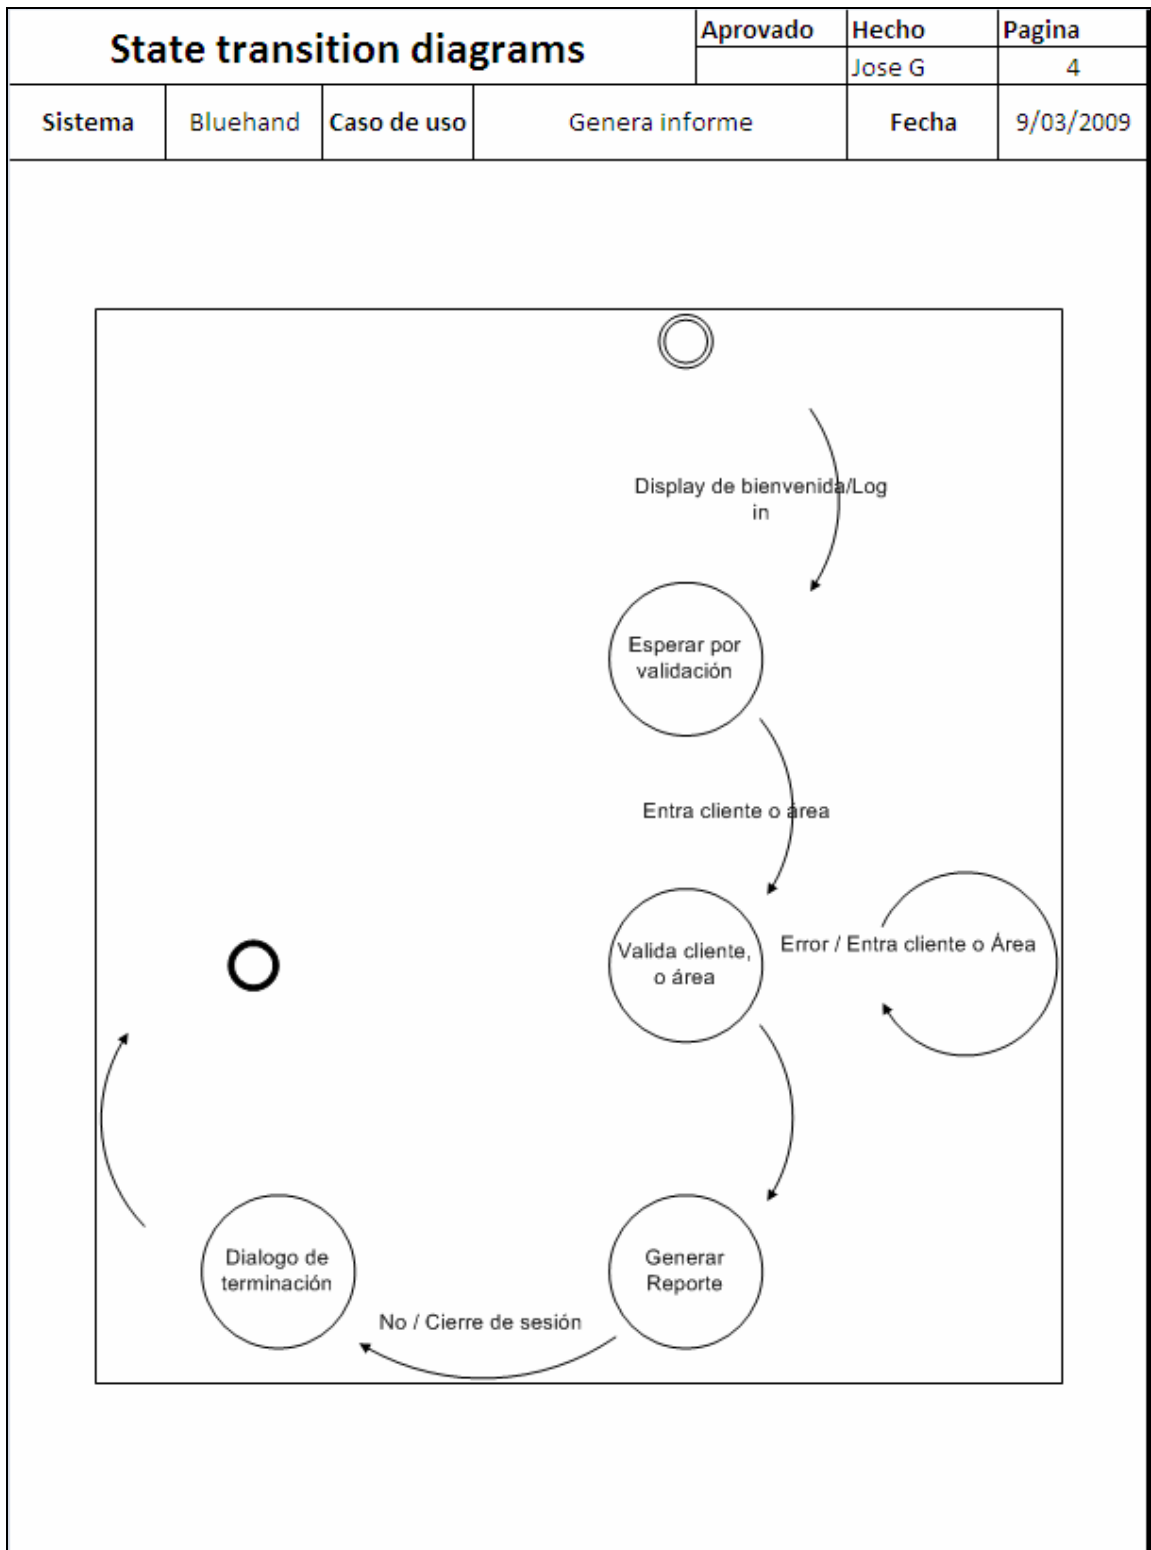 State transition diagrams
Aprovado
Hecho
Pagina
Jose G
4
Sistema
Bluehand
Caso de uso
Genera informe
Fecha
9/03/2009
Display de bienvenida/Log
in
Esperar por
validación
Entra cliente o área
Valida cliente,
o área
Error / Entra cliente o Área
Dialogo de
terminación
Generar
Reporte
No / Cierre de sesión